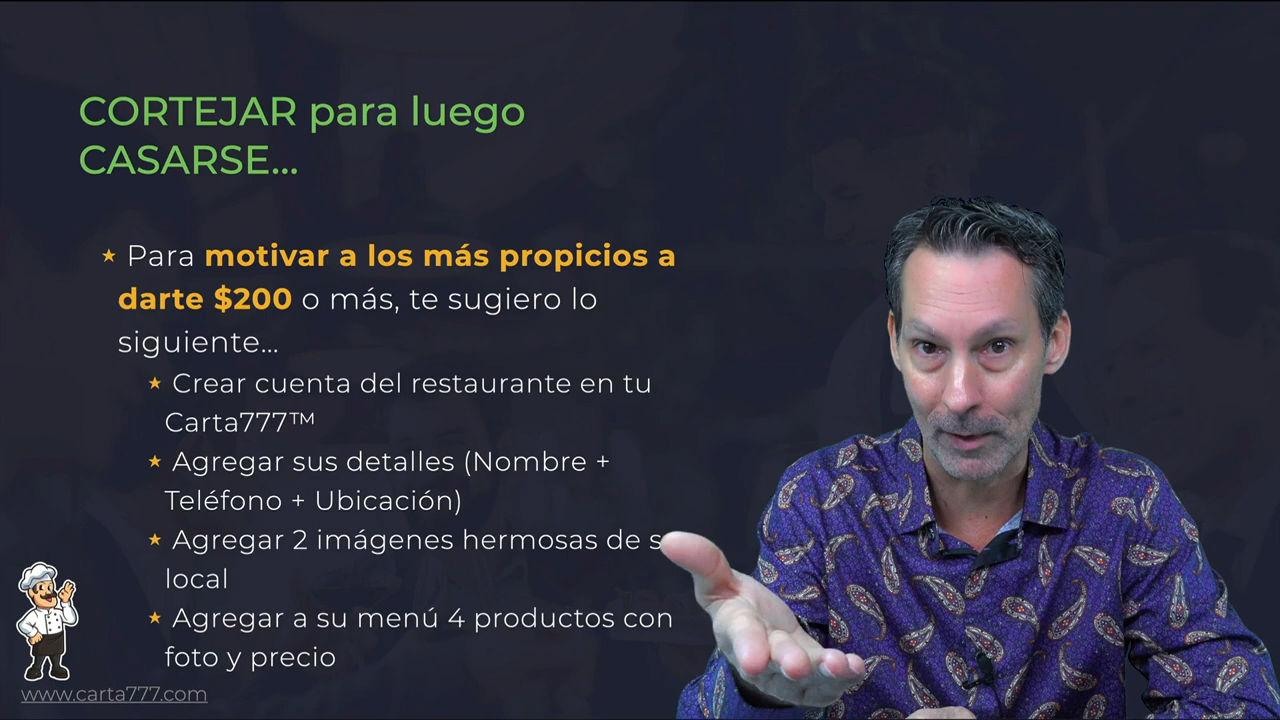 CORTEJAR para luego
CASARSE...
Para motivar a los más propicios a
darte $200 o más, te sugiero lo
siguiente...
Crear cuenta del restaurante en tu
Carta777™
Agregar sus detalles (Nombre +
Teléfono + Ubicación)
Agregar 2 imágenes hermosas de
local
Agregar a su menú 4 productos con
foto y precio
www.carta777.com